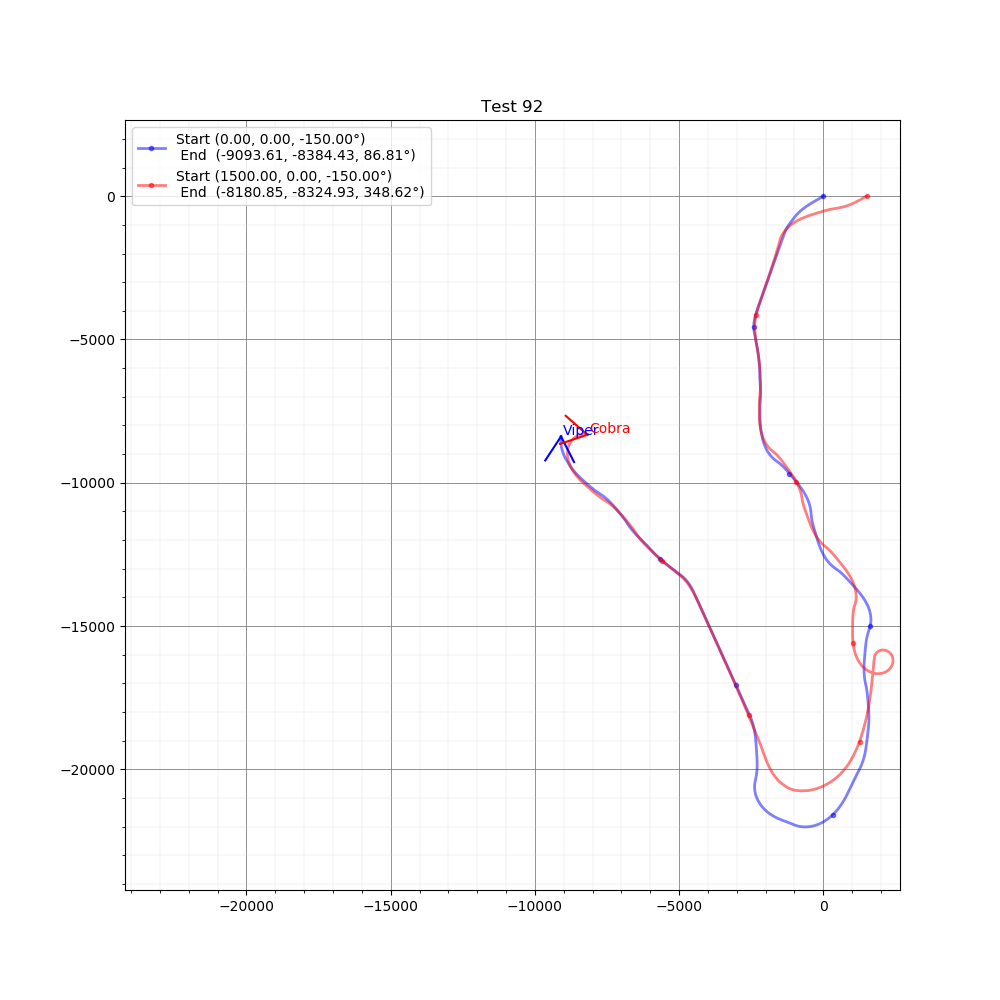 Test 92
Start (0.00, 0.00, -150.00°)
End (-9093.61, -8384.43, 86.81°)
Start (1500.00, 0.00, -150.00°)
End (-8180.85, -8324.93, 348.62°)
0
−5000
Viper
Cobra
−10000
−15000
−20000
−20000
−15000
−10000
−5000
0